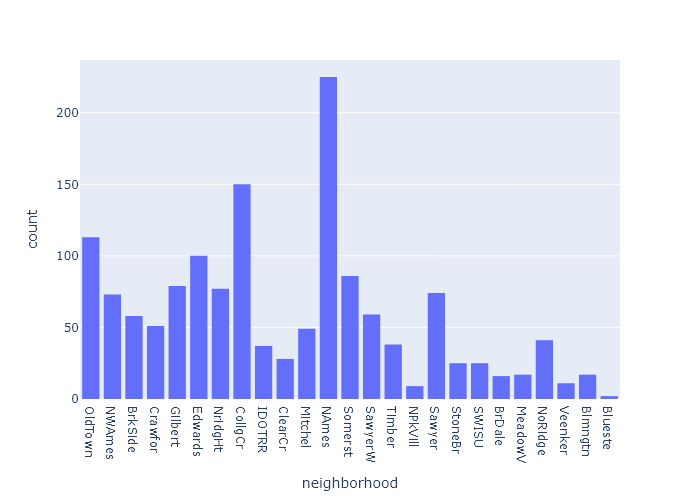 200
150
100
50
0
count
OldTown
NWAmes
BrkSide
Crawfor
Gilbert
Edwards
NridgHt
CollgCr
IDOTRR
ClearCr
Mitchel
NAmes
Somerst
SawyerW
Timber
NPkVill
Sawyer
StoneBr
SWISU
BrDale
MeadowV
NoRidge
Veenker
Blmngtn
Blueste
neighborhood